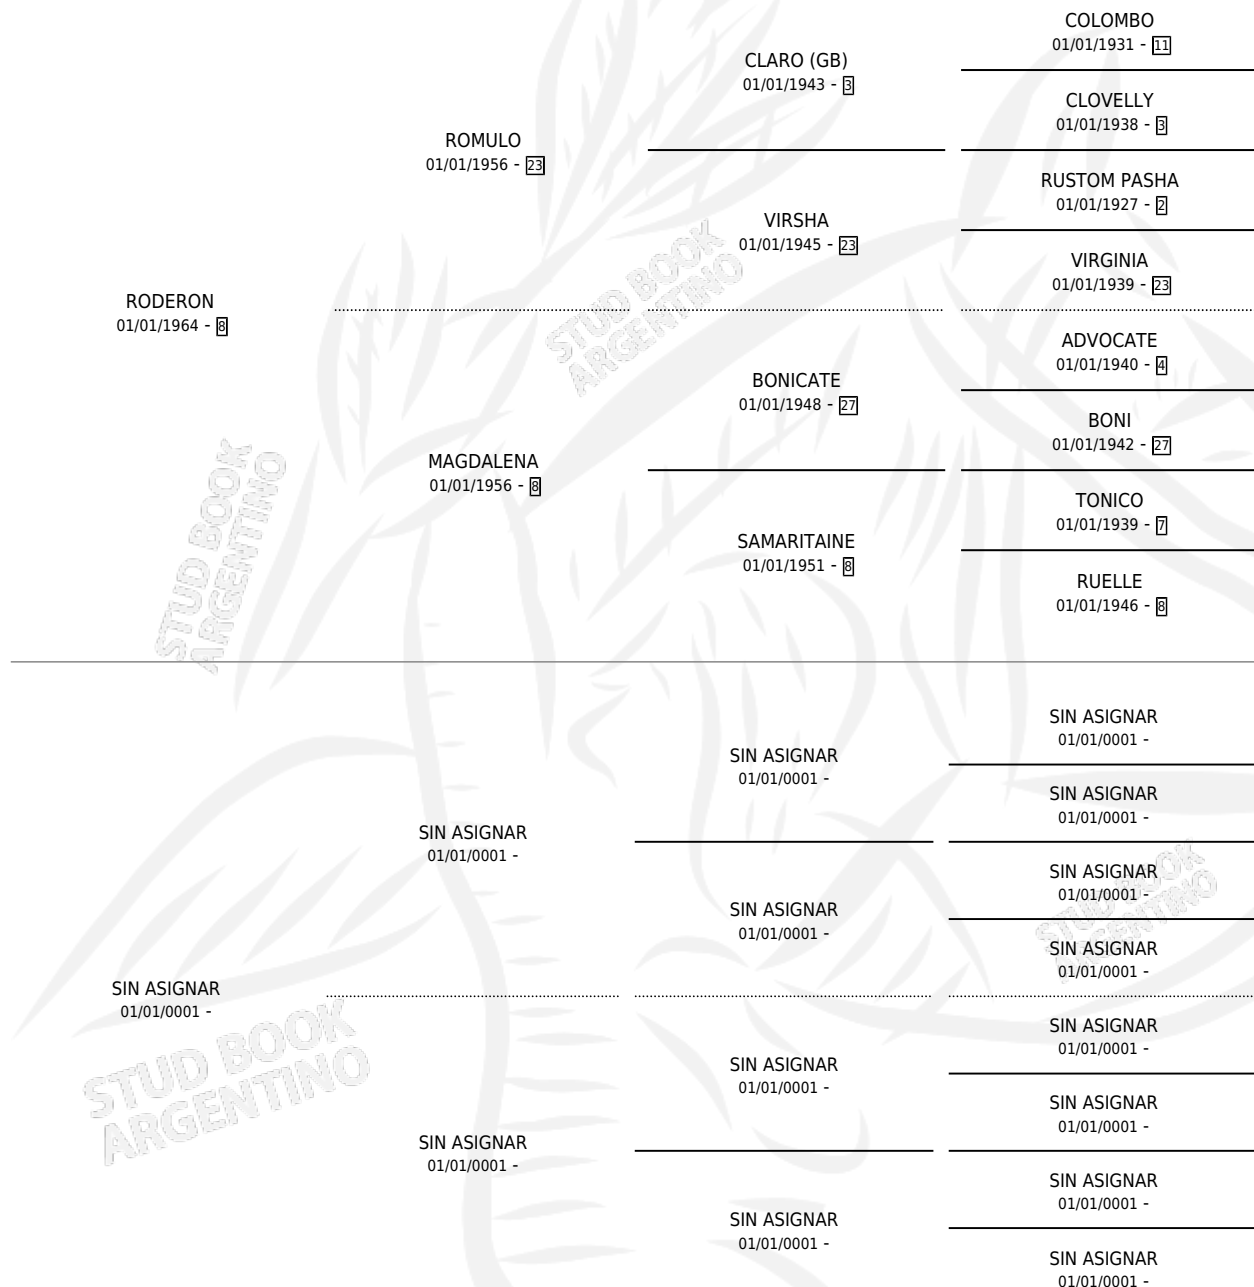 COLOMBO
01/01/1931 - 11
CLARO (GB)
01/01/1943 - 3
CLOVELLY
01/01/1938 - 3
ROMULO
01/01/1956 - 23
RUSTOM PASHA
01/01/1927 - 2
VIRSHA
01/01/1945 - 23
VIRGINIA
01/01/1939 - 23
RODERON
01/01/1964 - 8
ADVOCATE
01/01/1940 - 4
BONICATE
01/01/1948 - 27
BONI
01/01/1942 - 27
MAGDALENA
01/01/1956 - 8
TONICO
01/01/1939 - 7
SAMARITAINE
01/01/1951 - 8
RUELLE
01/01/1946 - 8
STUD BOOK
ARGENTINO
STUD BOOK
ARGENTINO
SIN ASIGNAR
01/01/0001 -
SIN ASIGNAR
01/01/0001 -
SIN ASIGNAR
01/01/0001 -
SIN ASIGNAR
01/01/0001 -
SIN ASIGNAR
01/01/0001 -
SIN ASIGNAR
01/01/0001 -
SIN ASIGNAR
01/01/0001 -
STUD BOOK
ARGENTINO
SIN ASIGNAR
01/01/0001 -
SIN ASIGNAR
01/01/0001 -
SIN ASIGNAR
01/01/0001 -
SIN ASIGNAR
01/01/0001 -
SIN ASIGNAR
01/01/0001 -
SIN ASIGNAR
01/01/0001 -
SIN ASIGNAR
01/01/0001 -
SIN ASIGNAR
01/01/0001 -
STUD BOOK
ARGENTINO